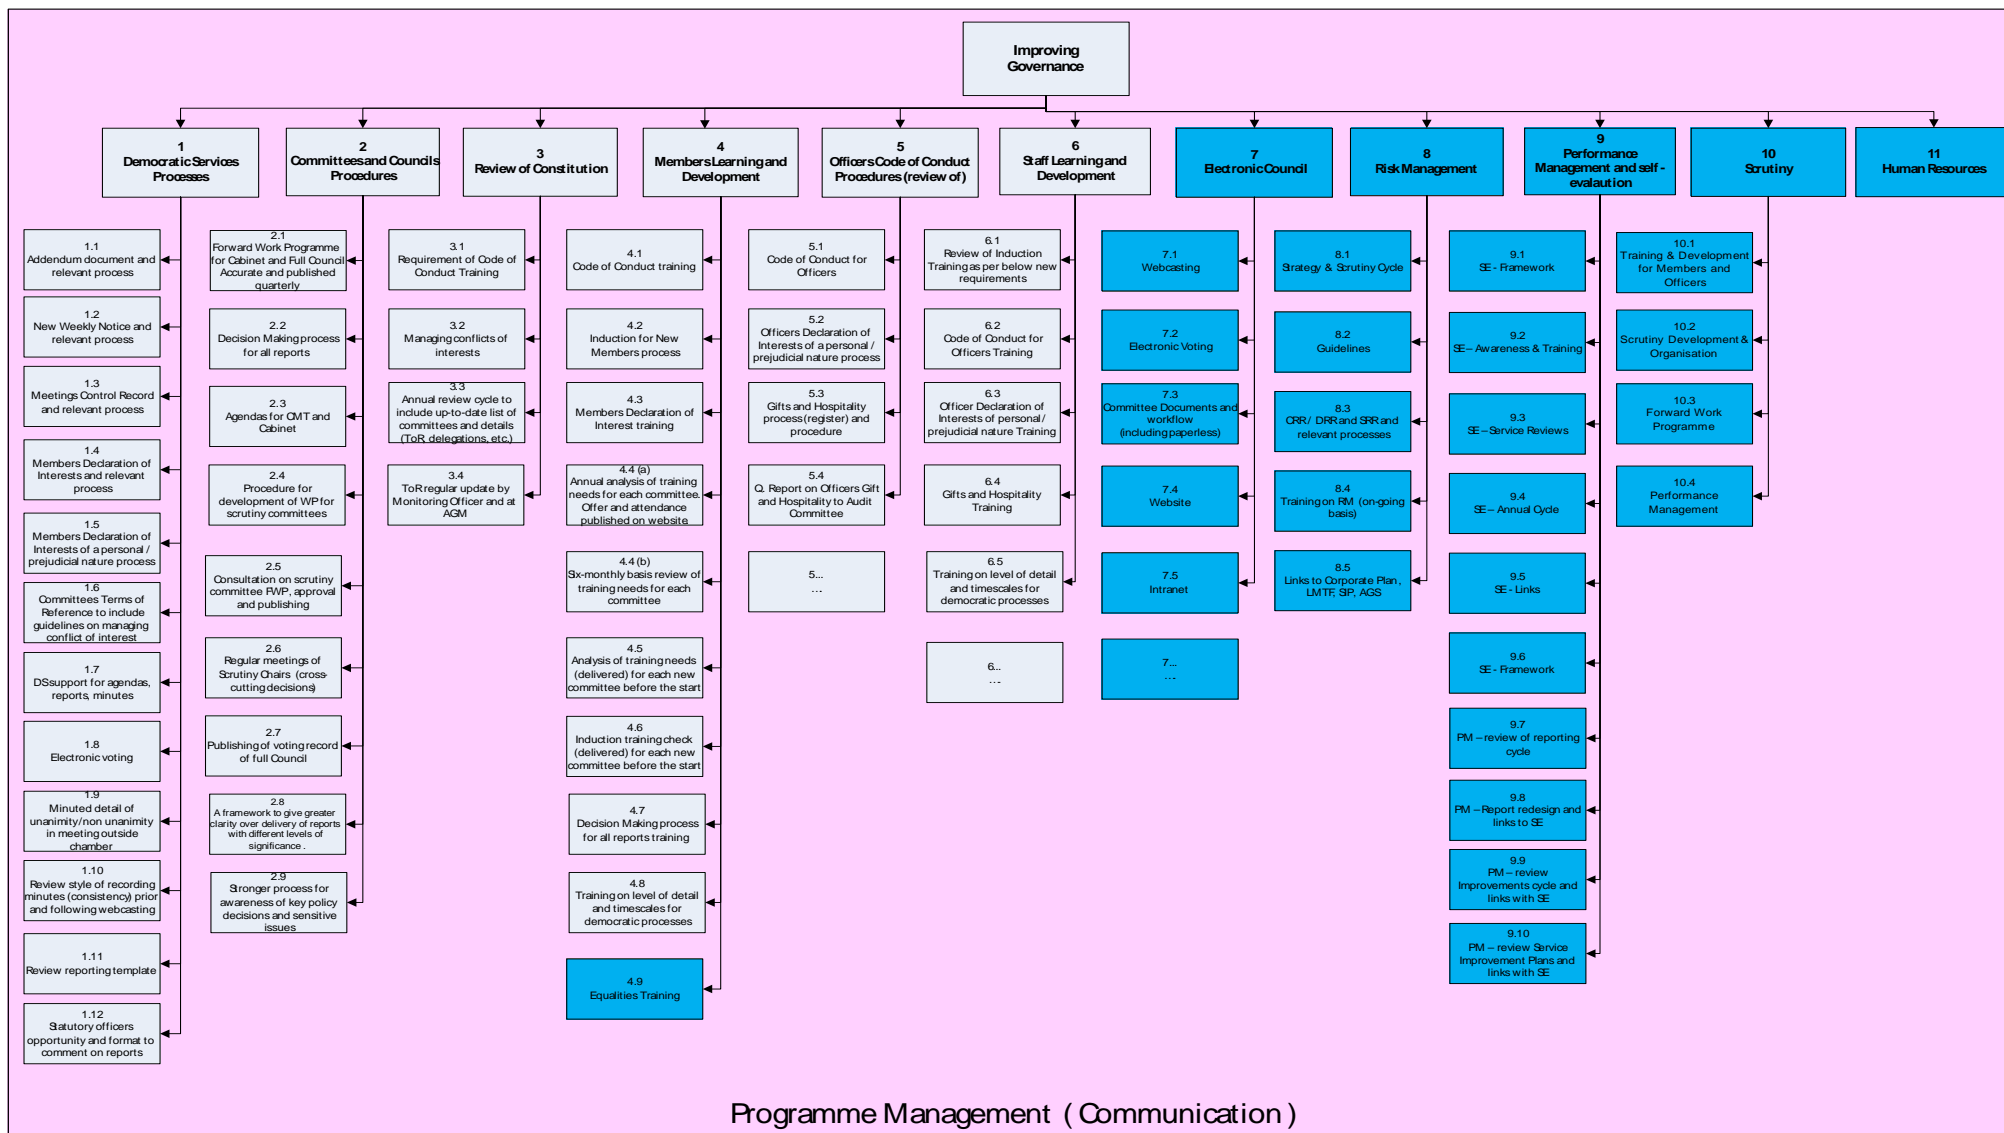 Improving
Governance
1
Democratic Services
Processes
2
Committees and Councils
Procedures
3
Review of Constitution
4
Members Learning and
Development
5
Officers Code of Conduct
Procedures (review of)
6
Staff Learning and
Development
7
Electronic Council
8
Risk Management
9
Performance
Management and self -
evalaution
10
Scrutiny
11
Human Resources
1.1
Addendum document and
relevant process
1.2
New Weekly Notice and
relevant process
1.3
Meetings Control Record
and relevant process
1.4
Members Declaration of
Interests and relevant
process
1.5
Members Declaration of
Interests of a personal /
prejudicial nature process
1.6
Committees Terms of
Reference to include
guidelines on managing
conflict of interest
1.7
DS support for agendas,
reports, minutes
1.8
Electronic voting
1.9
Minuted detail of
unanimity/non unanimity
in meeting outside
chamber
1.10
Review style of recording
minutes (consistency) prior
and following webcasting
1.11
Review reporting template
1.12
Statutory officers
opportunity and format to
comment on reports
2.1
Forward Work Programme
for Cabinet and Full Council
Accurate and published
quarterly
2.2
Decision Making process
for all reports
2.3
Agendas for CMT and
Cabinet
2.4
Procedure for
development of WP for
scrutiny committees
2.5
Consultation on scrutiny
committee FWP, approval
and publishing
2.6
Regular meetings of
Scrutiny Chairs (cross-
cutting decisions)
2.7
Publishing of voting record
of full Council
2.8
A framework to give greater
clarity over delivery of reports
with different levels of
significance .
2.9
Stronger process for
awareness of key policy
decisions and sensitive
issues
3.1
Requirement of Code of
Conduct Training
3.2
Managing conflicts of
interests
3.3
Annual review cycle to
include up-to-date list of
committees and details
(ToR, delegations, etc.)
3.4
ToR regular update by
Monitoring Officer and at
AGM
4.1
Code of Conduct training
4.2
Induction for New
Members process
4.3
Members Declaration of
Interest training
4.4 (a)
Annual analysis of training
needs for each committee.
Offer and attendance
published on website.
4.4 (b)
Six-monthly basis review of
training needs for each
committee
4.5
Analysis of training needs
(delivered) for each new
committee before the start
4.6
Induction training check
(delivered) for each new
committee before the start
4.7
Decision Making process
for all reports training
4.8
Training on level of detail
and timescales for
democratic processes
4.9
Equalities Training
5.1
Code of Conduct for
Officers
5.2
Officers Declaration of
Interests of a personal /
prejudicial nature process
5.3
Gifts and Hospitality
process (register) and
procedure
5.4
Q. Report on Officers Gift
and Hospitality to Audit
Committee
5...
....
6.1
Review of Induction
Training as per below new
requirements
6.2
Code of Conduct for
Officers Training
6.3
Officer Declaration of
Interests of personal /
prejudicial nature Training
6.4
Gifts and Hospitality
Training
6.5
Training on level of detail
and timescales for
democratic processes
6...
....
7.1
Webcasting
7.2
Electronic Voting
7.3
Committee Documents and
workflow
(including paperless)
7.4
Website
7.5
Intranet
7...
....
8.1
Strategy & Scrutiny Cycle
8.2
Guidelines
8.3
CRR / DRR and SRR and
relevant processes
8.4
Training on RM (on-going
basis)
8.5
Links to Corporate Plan ,
LMTF, SIP, AGS
9.1
SE - Framework
9.2
SE – Awareness & Training
9.3
SE – Service Reviews
9.4
SE – Annual Cycle
9.5
SE - Links
9.6
SE - Framework
9.7
PM – review of reporting
cycle
9.8
PM – Report redesign and
links to SE
9.9
PM – review
Improvements cycle and
links with SE
9.10
PM – review Service
Improvement Plans and
links with SE
10.1
Training & Development
for Members and
Officers
10.2
Scrutiny Development &
Organisation
10.3
Forward Work
Programme
10.4
Performance
Management
Programme Management ( Communication )